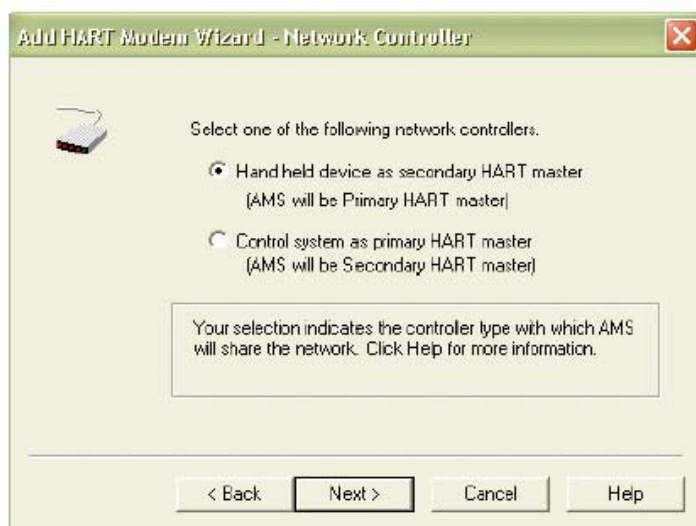 Add HART Modem Wizard - Network Controller
Select one of the following network controllers.
Hand held device as secondary HART master
(AMS will be Primary HART master)
Control system as primary HART master
(AMS will be Secondary HART master)
Your selection indicates the controller type with which AMS
will share the network. Click Help for more information.
< Back
Next >
Cancel
Help